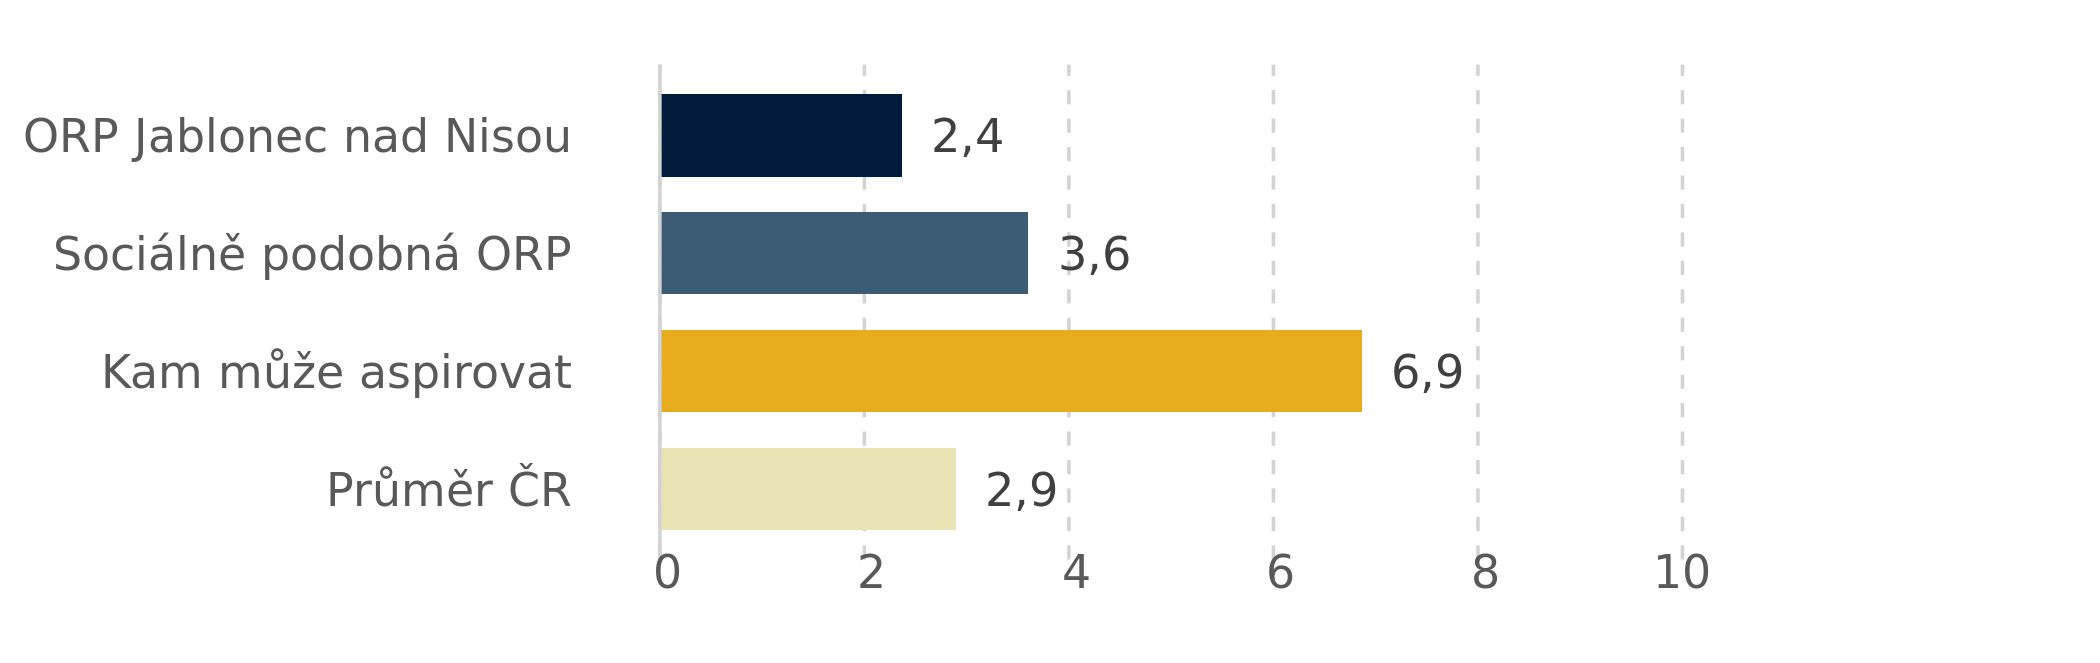 ORP Jablonec nad Nisou 2,4
Sociálně podobná ORP 3,6
Kam může aspirovat 6,9
Průměr ČR 2,9
0 2 4 6 8 10